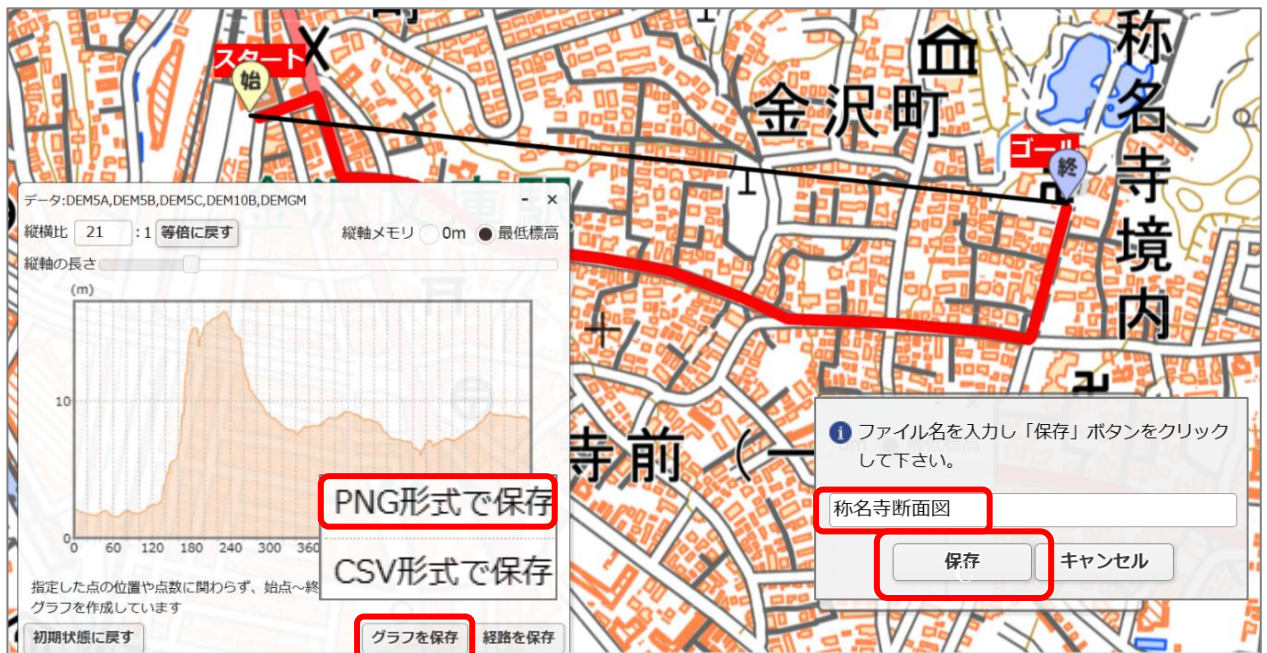 町
スタート
始
金沢町
称名寺境内
ゴール
終
データ:DEM5A,DEM5B,DEM5C,DEM10B,DEMGM
縦横比 21 :1 等倍に戻す 縦軸メモリ 0m 最低標高
縦軸の長さ
(m)
10
0
0 60 120 180 240 300 360
PNG形式で保存
CSV形式で保存
指定した点の位置や点数に関わらず、始点～終
グラフを作成しています
初期状態に戻す グラフを保存 経路を保存
寺前(一
ファイル名を入力し「保存」ボタンをクリック
して下さい。
称名寺断面図
保存 キャンセル